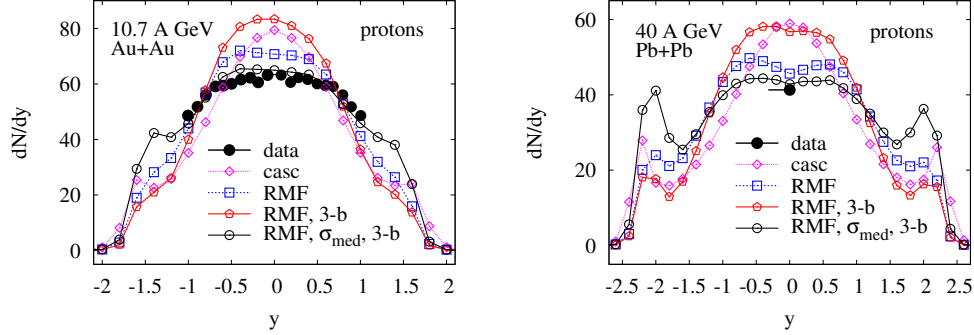 10.7 A GeV
Au+Au
protons
dN/dy
80
60
40
20
0
data
casc
RMF
RMF, 3-b
RMF, σmed, 3-b
-2 -1.5 -1 -0.5 0 0.5 1 1.5 2
y
40 A GeV
Pb+Pb
protons
dN/dy
60
40
20
0
data
casc
RMF
RMF, 3-b
RMF, σmed, 3-b
-2.5 -2 -1.5 -1 -0.5 0 0.5 1 1.5 2 2.5
y